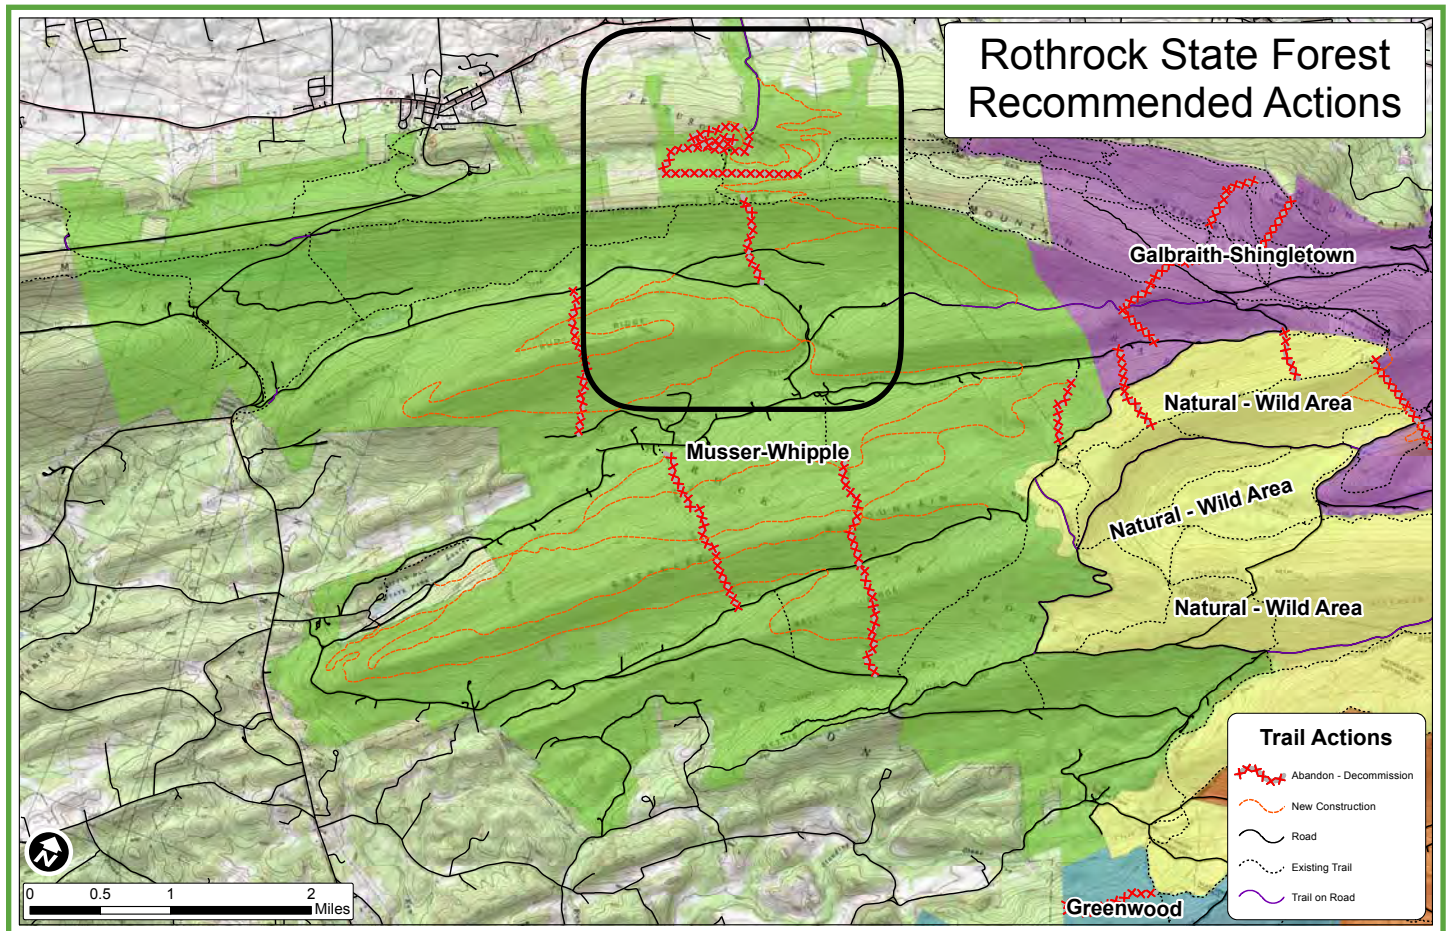 Rothrock State Forest
Recommended Actions
Galbraith-Shingletown
Natural - Wild Area
Musser-Whipple
Natural - Wild Area
Natural - Wild Area
Trail Actions
Abandon - Decommission
New Construction
Road
Existing Trail
Trail on Road
N
0 0.5 1 2
Miles
Greenwood